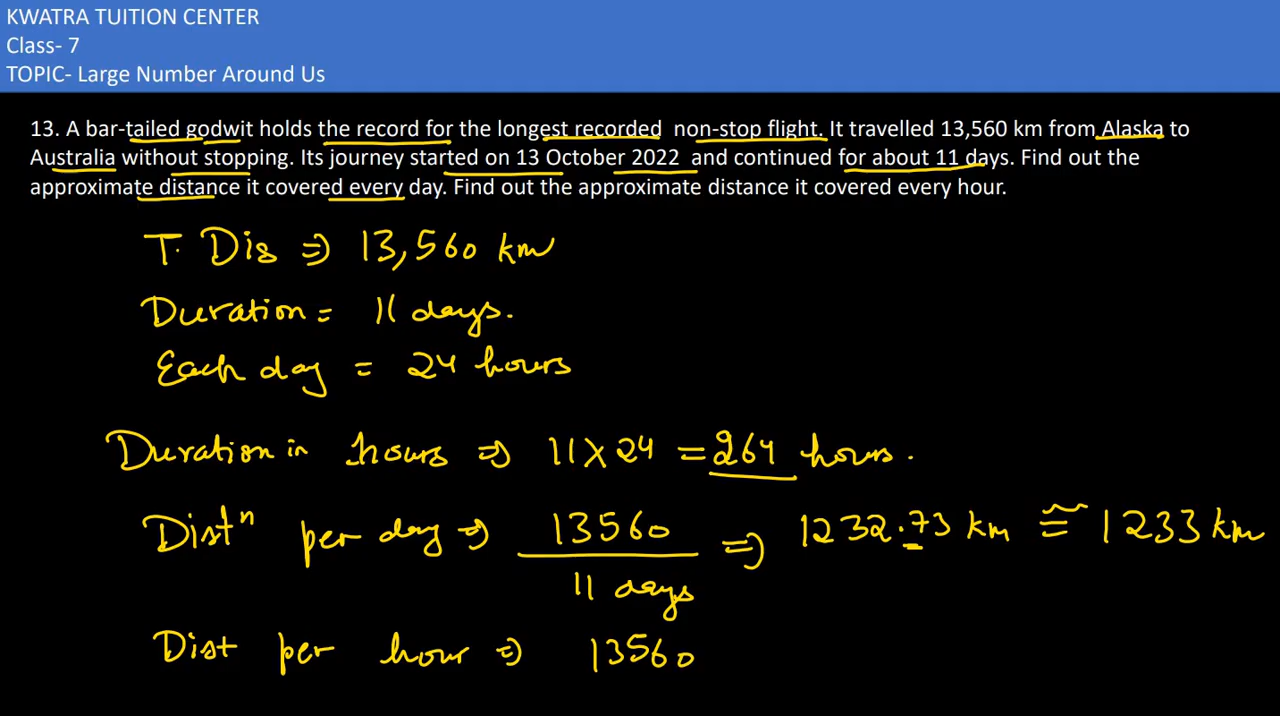 KWATRA TUITION CENTER
Class- 7
TOPIC- Large Number Around Us
13. A bar-tailed godwit holds the record for the longest recorded non-stop flight. It travelled 13,560 km from Alaska to
Australia without stopping. Its journey started on 13 October 2022 and continued for about 11 days. Find out the
approximate distance it covered every day. Find out the approximate distance it covered every hour.
T. Dis ⇒ 13,560 km
Duration = 11 days.
Each day = 24 hours
Duration in hours ⇒ 11 X 24 = 264 hours.
Distⁿ per day ⇒ 13560 / 11 days ⇒ 1232.73 km ≅ 1233 km
Dist per hour ⇒ 13560